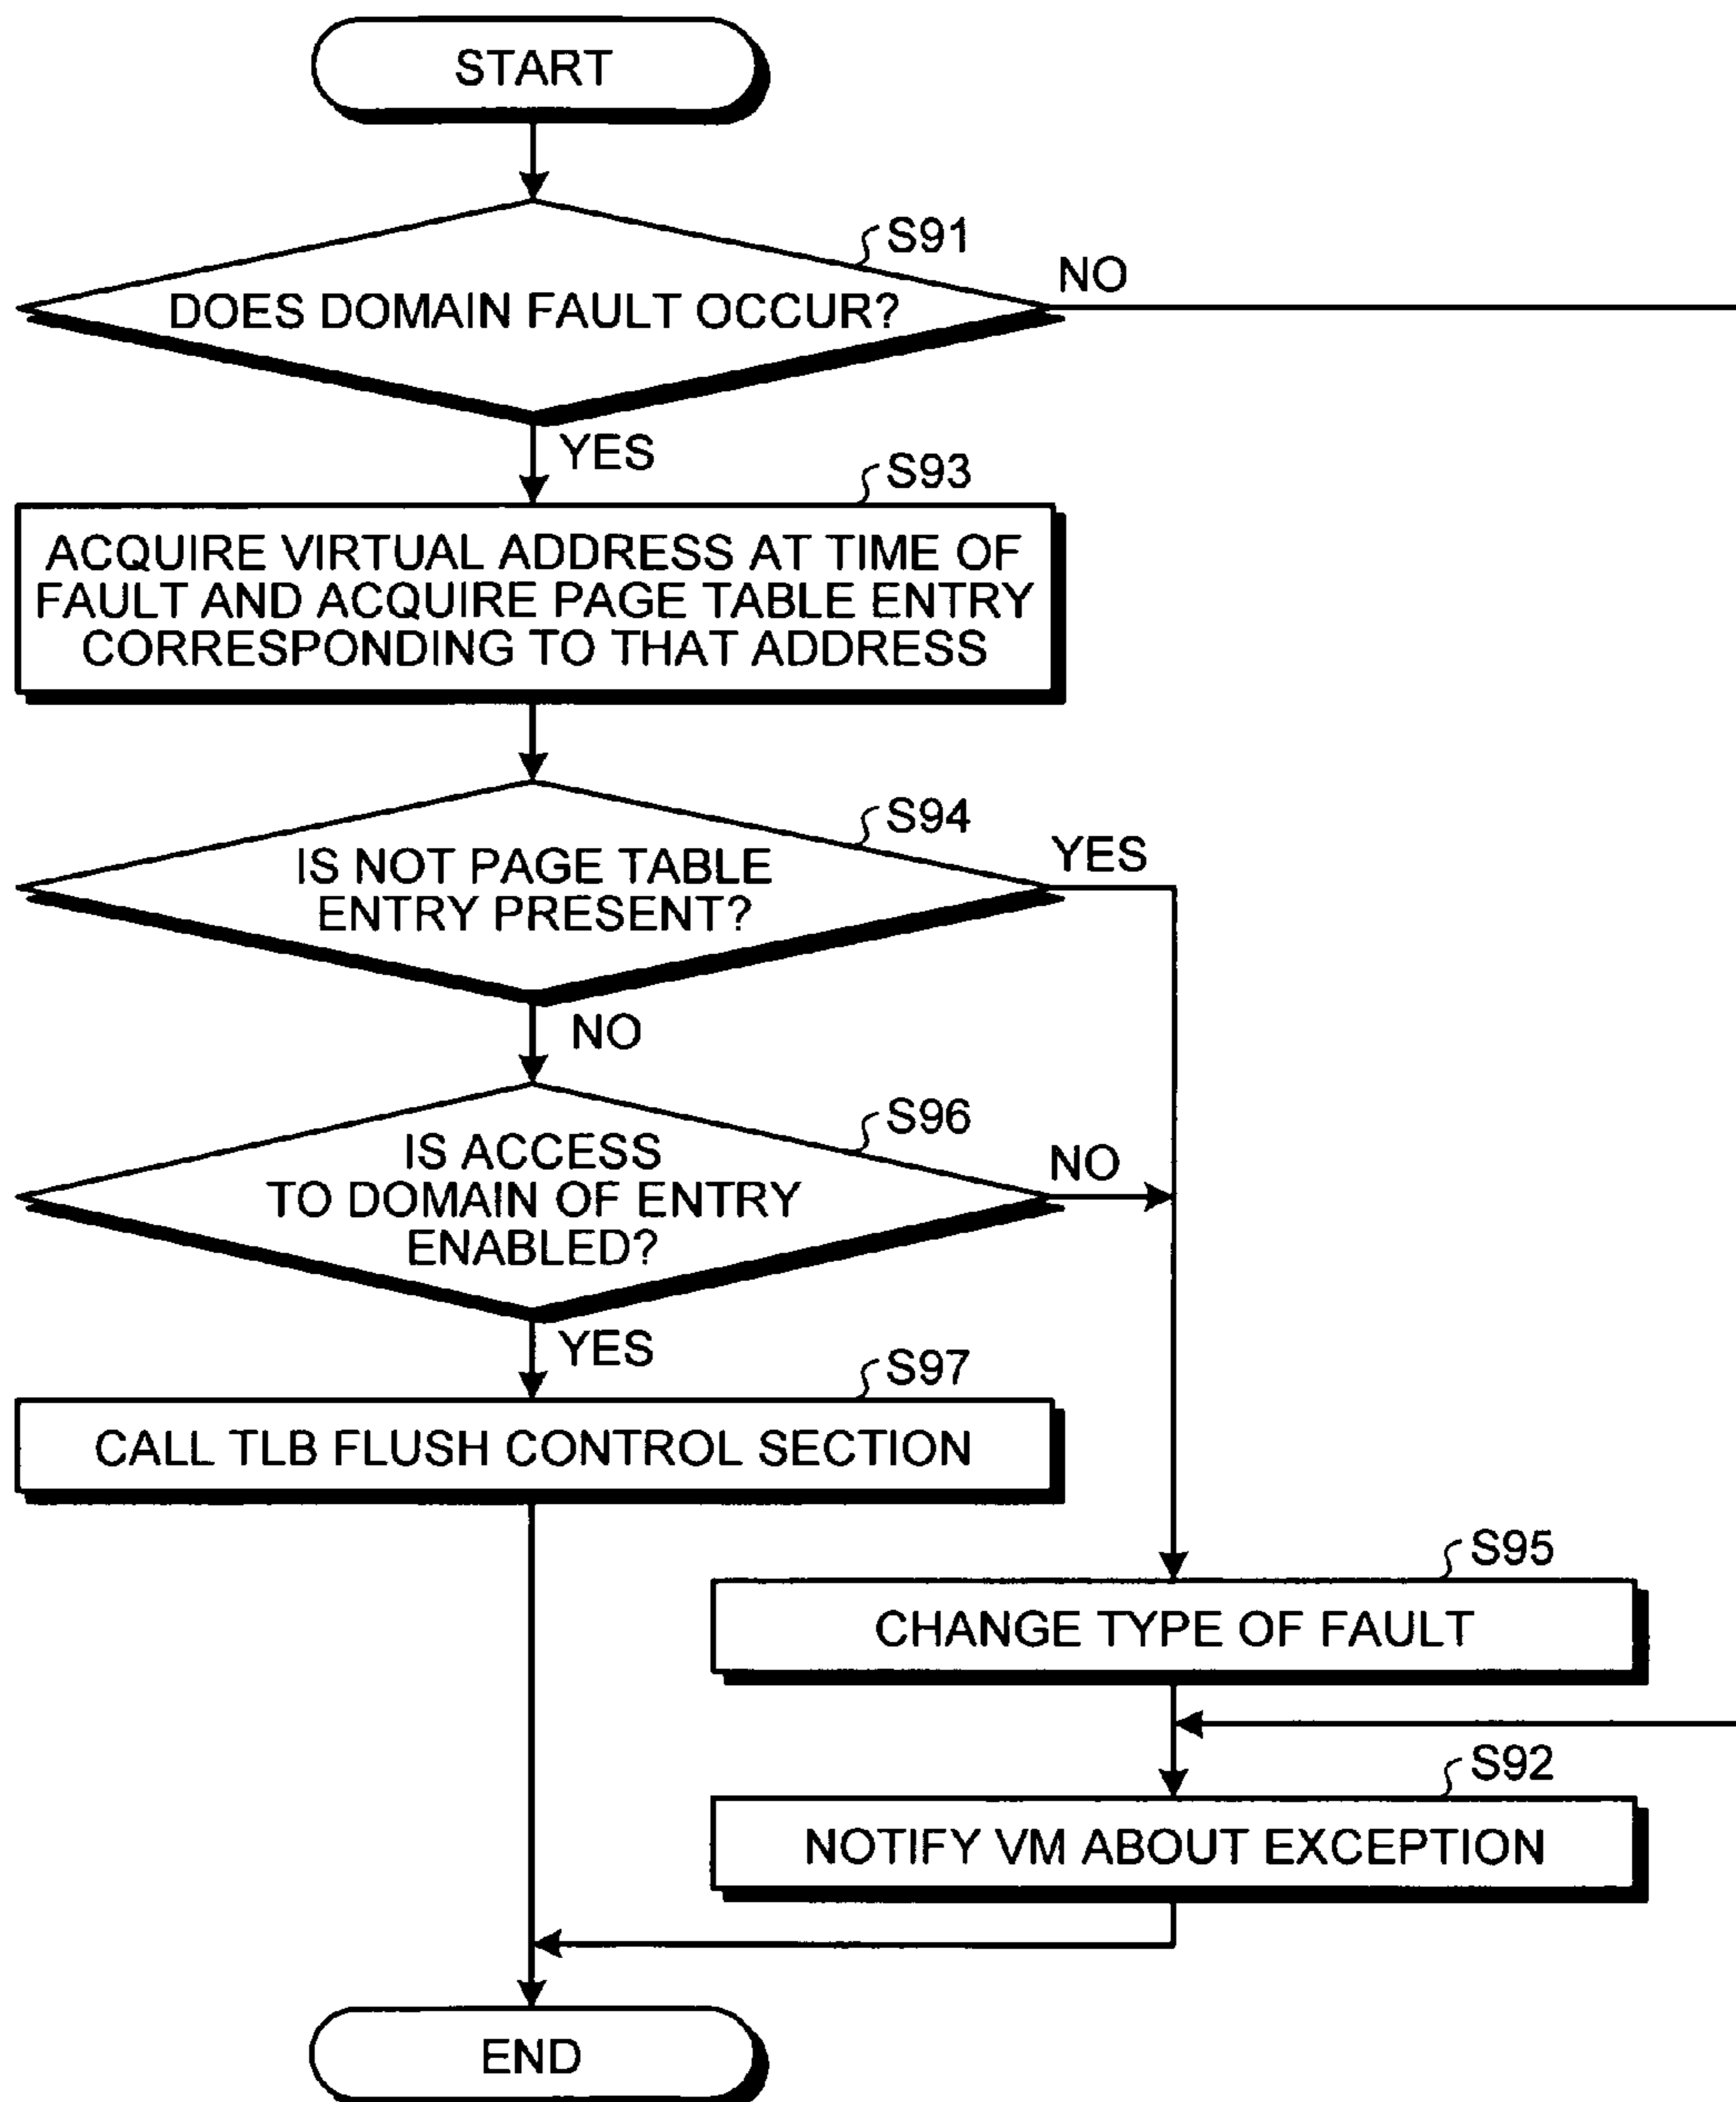 START
S91
NO
DOES DOMAIN FAULT OCCUR?
YES
S93
ACQUIRE VIRTUAL ADDRESS AT TIME OF
FAULT AND ACQUIRE PAGE TABLE ENTRY
CORRESPONDING TO THAT ADDRESS
S94
YES
IS NOT PAGE TABLE
ENTRY PRESENT?
NO
S96
NO
IS ACCESS
TO DOMAIN OF ENTRY
ENABLED?
YES
S97
CALL TLB FLUSH CONTROL SECTION
S95
CHANGE TYPE OF FAULT
S92
NOTIFY VM ABOUT EXCEPTION
END